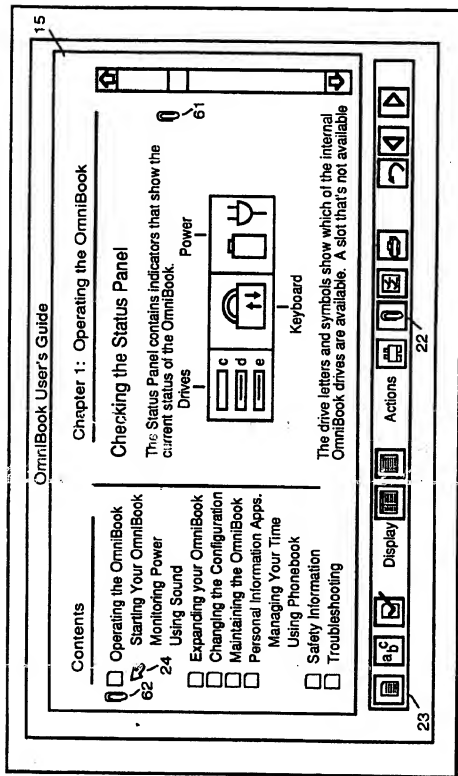 15
OmniBook User's Guide
Contents
Operating the OmniBook
Starting Your OmniBook
Monitoring Power
Using Sound
Expanding your OmniBook
Changing the Configuration
Maintaining the OmniBook
Personal Information Apps.
Managing Your Time
Using Phonebook
Safety Information
Troubleshooting
62
24
Chapter 1: Operating the OmniBook
Checking the Status Panel
The Status Panel contains indicators that show the
current status of the OmniBook.
61
Drives
Power
c
d
e
Keyboard
The drive letters and symbols show which of the internal
OmniBook drives are available. A slot that's not available
a b c
Display
Actions
23
22